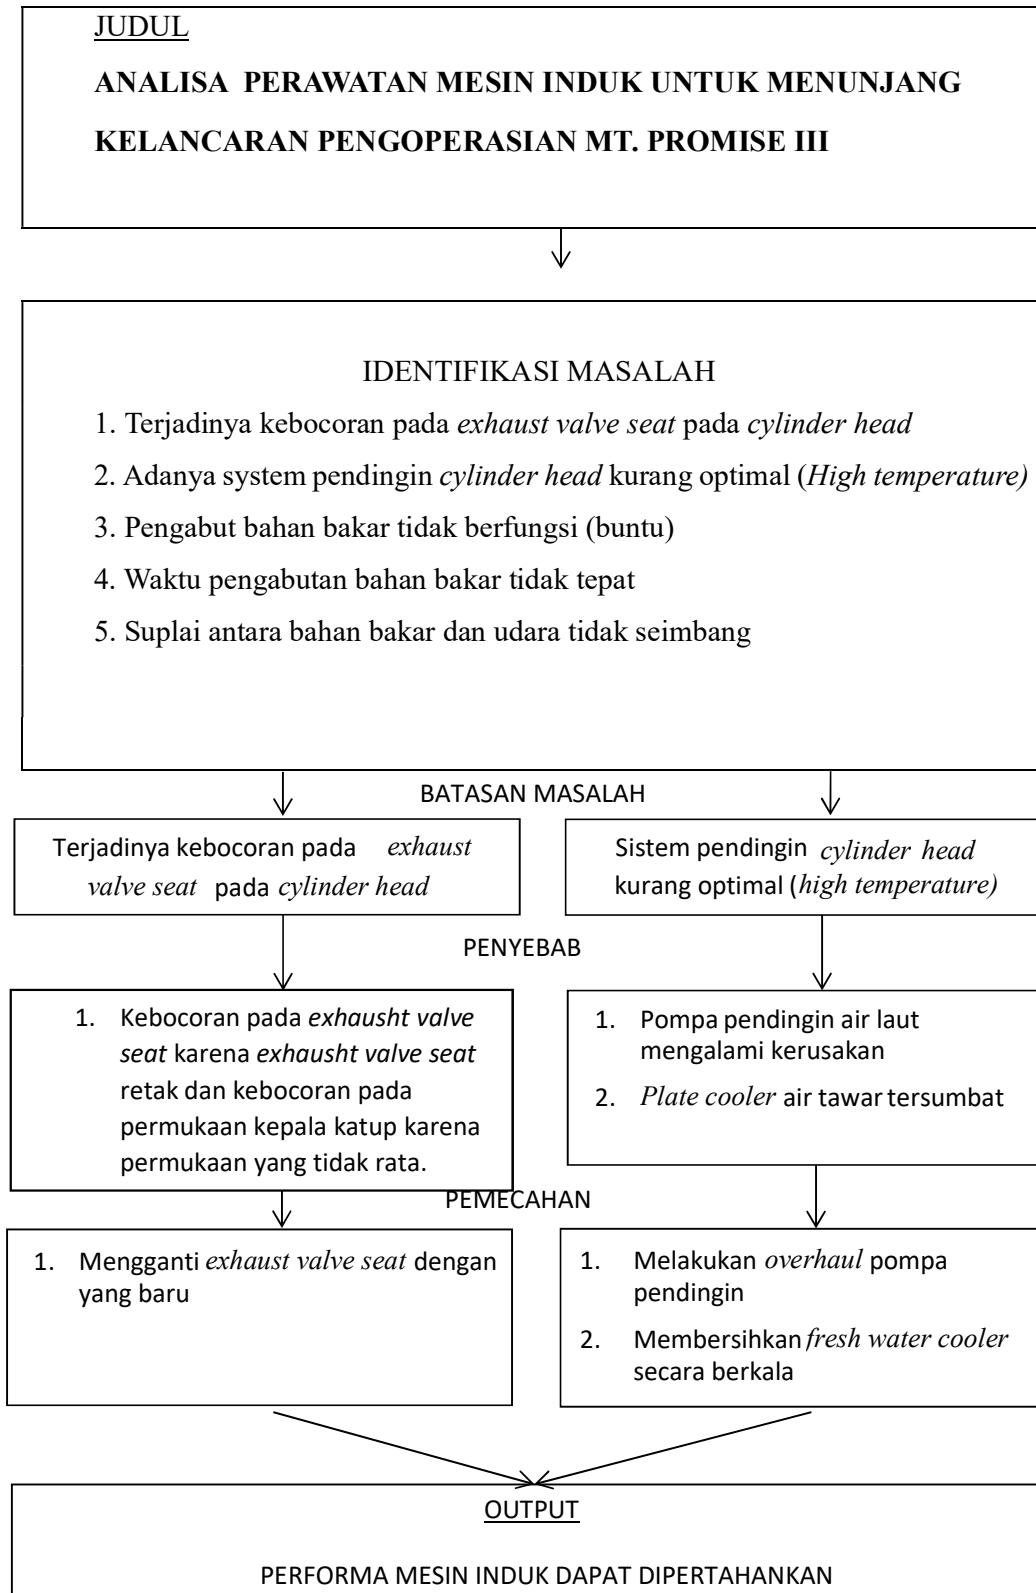 JUDUL
ANALISA PERAWATAN MESIN INDUK UNTUK MENUNJANG
KELANCARAN PENGOPERASIAN MT. PROMISE III
IDENTIFIKASI MASALAH
1. Terjadinya kebocoran pada exhaust valve seat pada cylinder head
2. Adanya system pendingin cylinder head kurang optimal (High temperature)
3. Pengabut bahan bakar tidak berfungsi (buntu)
4. Waktu pengabutan bahan bakar tidak tepat
5. Suplai antara bahan bakar dan udara tidak seimbang
BATASAN MASALAH
Terjadinya kebocoran pada exhaust
valve seat pada cylinder head
Sistem pendingin cylinder head
kurang optimal (high temperature)
PENYEBAB
1. Kebocoran pada exhausht valve
seat karena exhausht valve seat
retak dan kebocoran pada
permukaan kepala katup karena
permukaan yang tidak rata.
1. Pompa pendingin air laut
mengalami kerusakan
2. Plate cooler air tawar tersumbat
PEMECAHAN
1. Mengganti exhaust valve seat dengan
yang baru
1. Melakukan overhaul pompa
pendingin
2. Membersihkan fresh water cooler
secara berkala
OUTPUT
PERFORMA MESIN INDUK DAPAT DIPERTAHANKAN